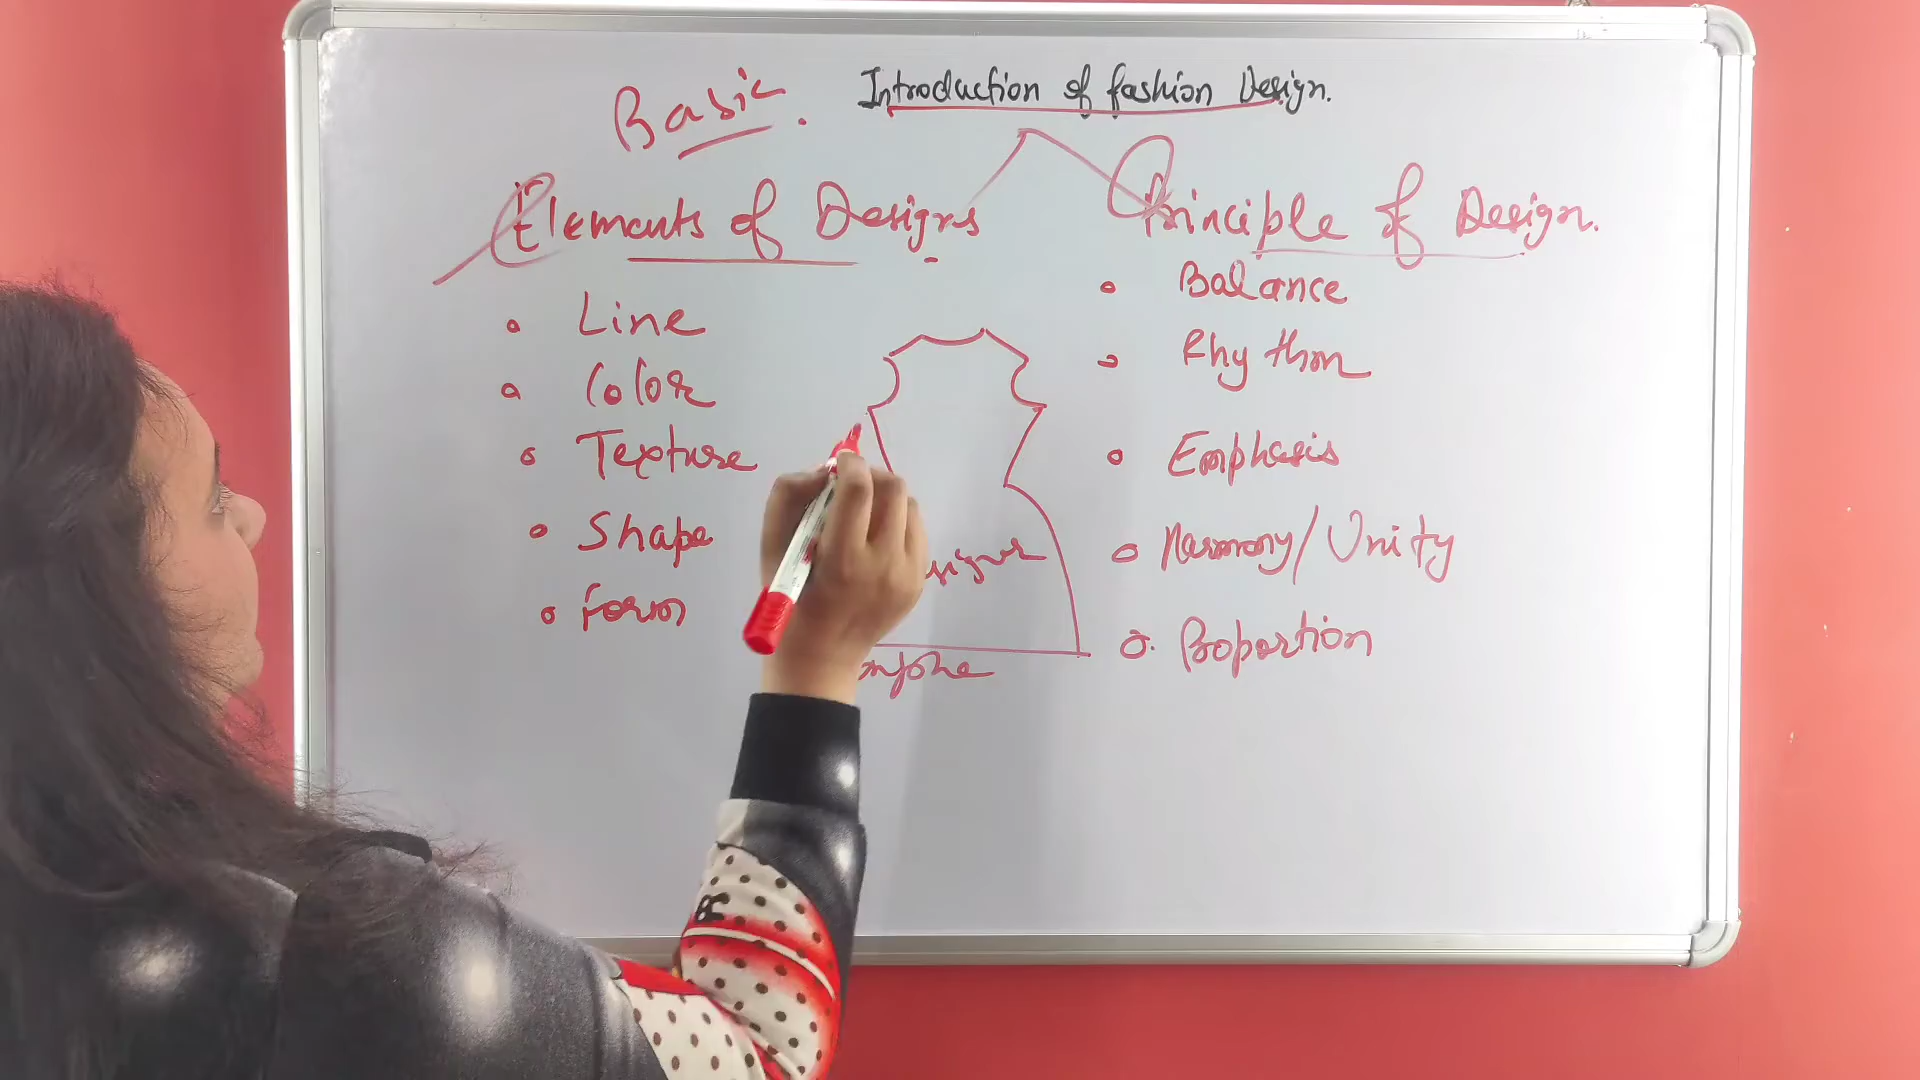 Basic.
Introduction of fashion Design.
Elements of Designs
Principle of Design.
Line
Color
Texture
Shape
Form
Balance
Rhythm
Emphasis
Harmony/Unity
Proportion